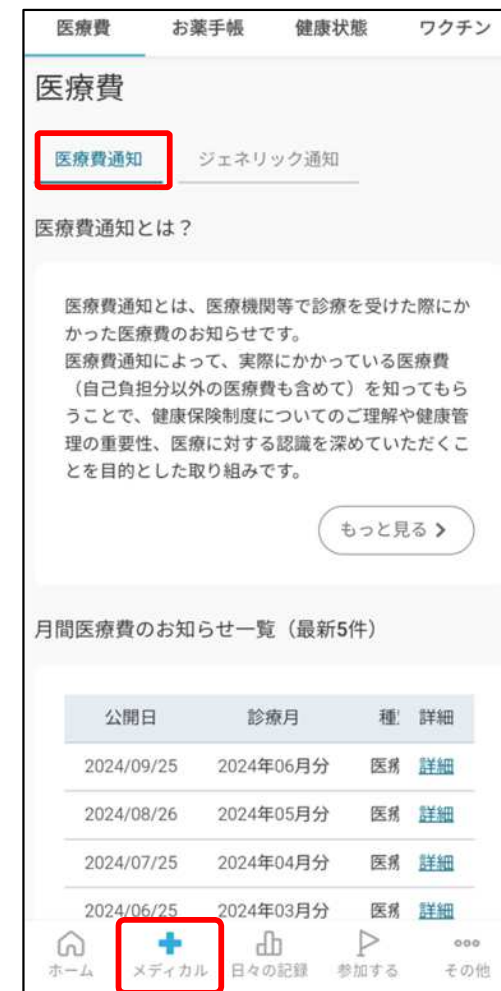 医療費 お薬手帳 健康状態 ワクチン
医療費
医療費通知 ジェネリック通知
医療費通知とは？
医療費通知とは、医療機関等で診療を受けた際にか
かった医療費のお知らせです。
医療費通知によって、実際にかかっている医療費
（自己負担分以外の医療費も含めて）を知ってもら
うことで、健康保険制度についてのご理解や健康管
理の重要性、医療に対する認識を深めていただくこ
とを目的とした取り組みです。
もっと見る >
月間医療費のお知らせ一覧（最新5件）
公開日 診療月 種 詳細
2024/09/25 2024年06月分 医 詳細
2024/08/26 2024年05月分 医 詳細
2024/07/25 2024年04月分 医 詳細
2024/06/25 2024年03月分 医 詳細
ホーム メディカル 日々の記録 参加する その他